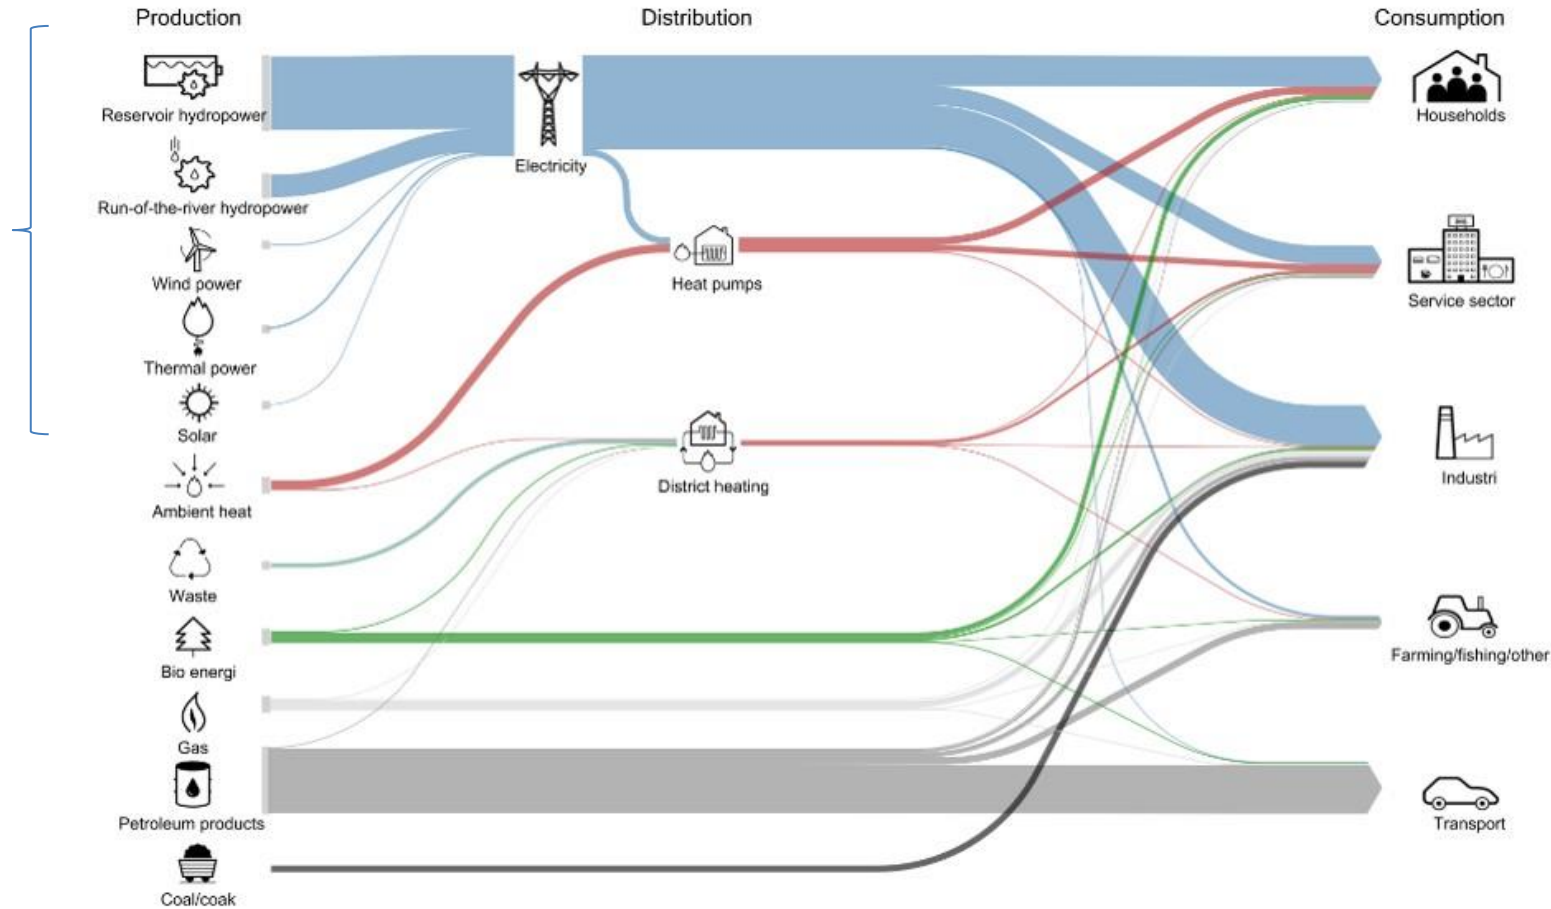 Production
Distribution
Consumption
Reservoir hydropower
Electricity
Households
Run-of-the-river hydropower
Wind power
Heat pumps
Service sector
Thermal power
Solar
Ambient heat
District heating
Industri
Waste
Bio energi
Farming/fishing/other
Gas
Petroleum products
Transport
Coal/coak